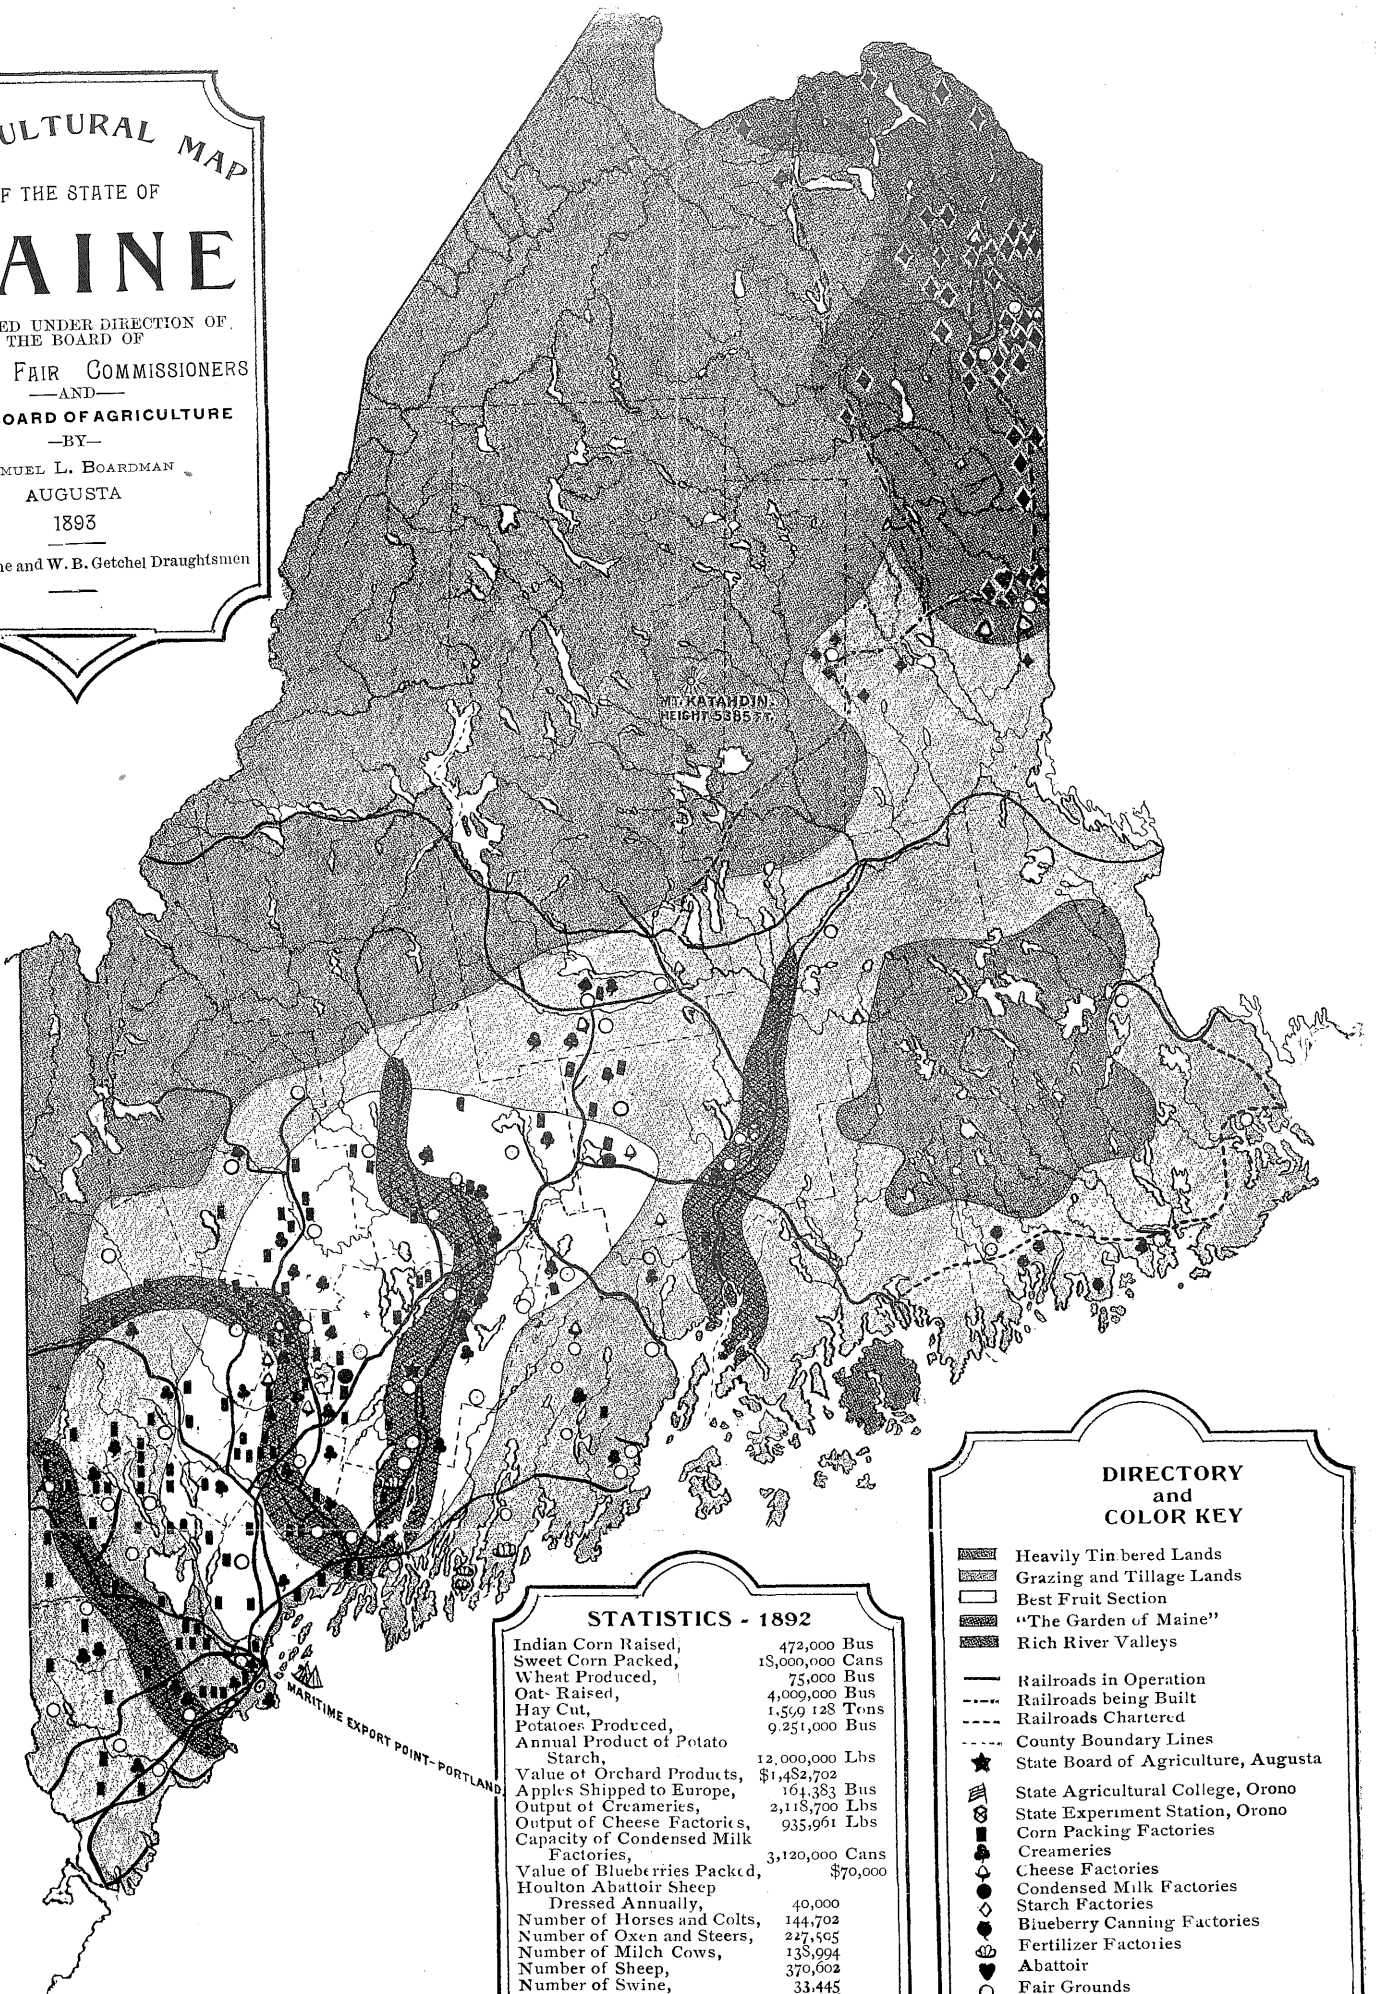 ULTURAL MAP
F THE STATE OF
AINE
ED UNDER DIRECTION OF
THE BOARD OF
FAIR COMMISSIONERS
—AND—
OARD OF AGRICULTURE
—BY—
MUEL L. BOARDMAN
AUGUSTA
1893
ne and W. B. Getchel Draughtsmen
MT. KATAHDIN.
HEIGHT 5385 FT.
MARITIME EXPORT POINT-PORTLAND
STATISTICS - 1892
Indian Corn Raised, 472,000 Bus
Sweet Corn Packed, 18,000,000 Cans
Wheat Produced, 75,000 Bus
Oats Raised, 4,009,000 Bus
Hay Cut, 1,599 128 Tons
Potatoes Produced, 9,251,000 Bus
Annual Product of Potato
Starch, 12,000,000 Lbs
Value of Orchard Products, $1,482,702
Apples Shipped to Europe, 164,383 Bus
Output of Creameries, 2,118,700 Lbs
Output of Cheese Factories, 935,961 Lbs
Capacity of Condensed Milk
Factories, 3,120,000 Cans
Value of Blueberries Packed, $70,000
Houlton Abattoir Sheep
Dressed Annually, 40,000
Number of Horses and Colts, 144,702
Number of Oxen and Steers, 227,505
Number of Milch Cows, 138,994
Number of Sheep, 370,602
Number of Swine, 33,445
DIRECTORY
and
COLOR KEY
Heavily Timbered Lands
Grazing and Tillage Lands
Best Fruit Section
"The Garden of Maine"
Rich River Valleys
Railroads in Operation
Railroads being Built
Railroads Chartered
County Boundary Lines
State Board of Agriculture, Augusta
State Agricultural College, Orono
State Experiment Station, Orono
Corn Packing Factories
Creameries
Cheese Factories
Condensed Milk Factories
Starch Factories
Blueberry Canning Factories
Fertilizer Factories
Abattoir
Fair Grounds